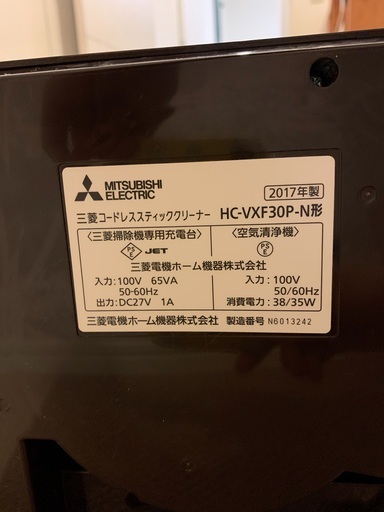 MITSUBISHI
ELECTRIC
2017年製
三菱コードレススティッククリーナー HC-VXF30P-N形
〈三菱掃除機専用充電台〉
〈空気清浄機〉
PSE JET
PSE
三菱電機ホーム機器株式会社
入力:100V 65VA
50-60Hz
出力:DC27V 1A
入力:100V
50/60Hz
消費電力:38/35W
三菱電機ホーム機器株式会社 製造番号 N6013242